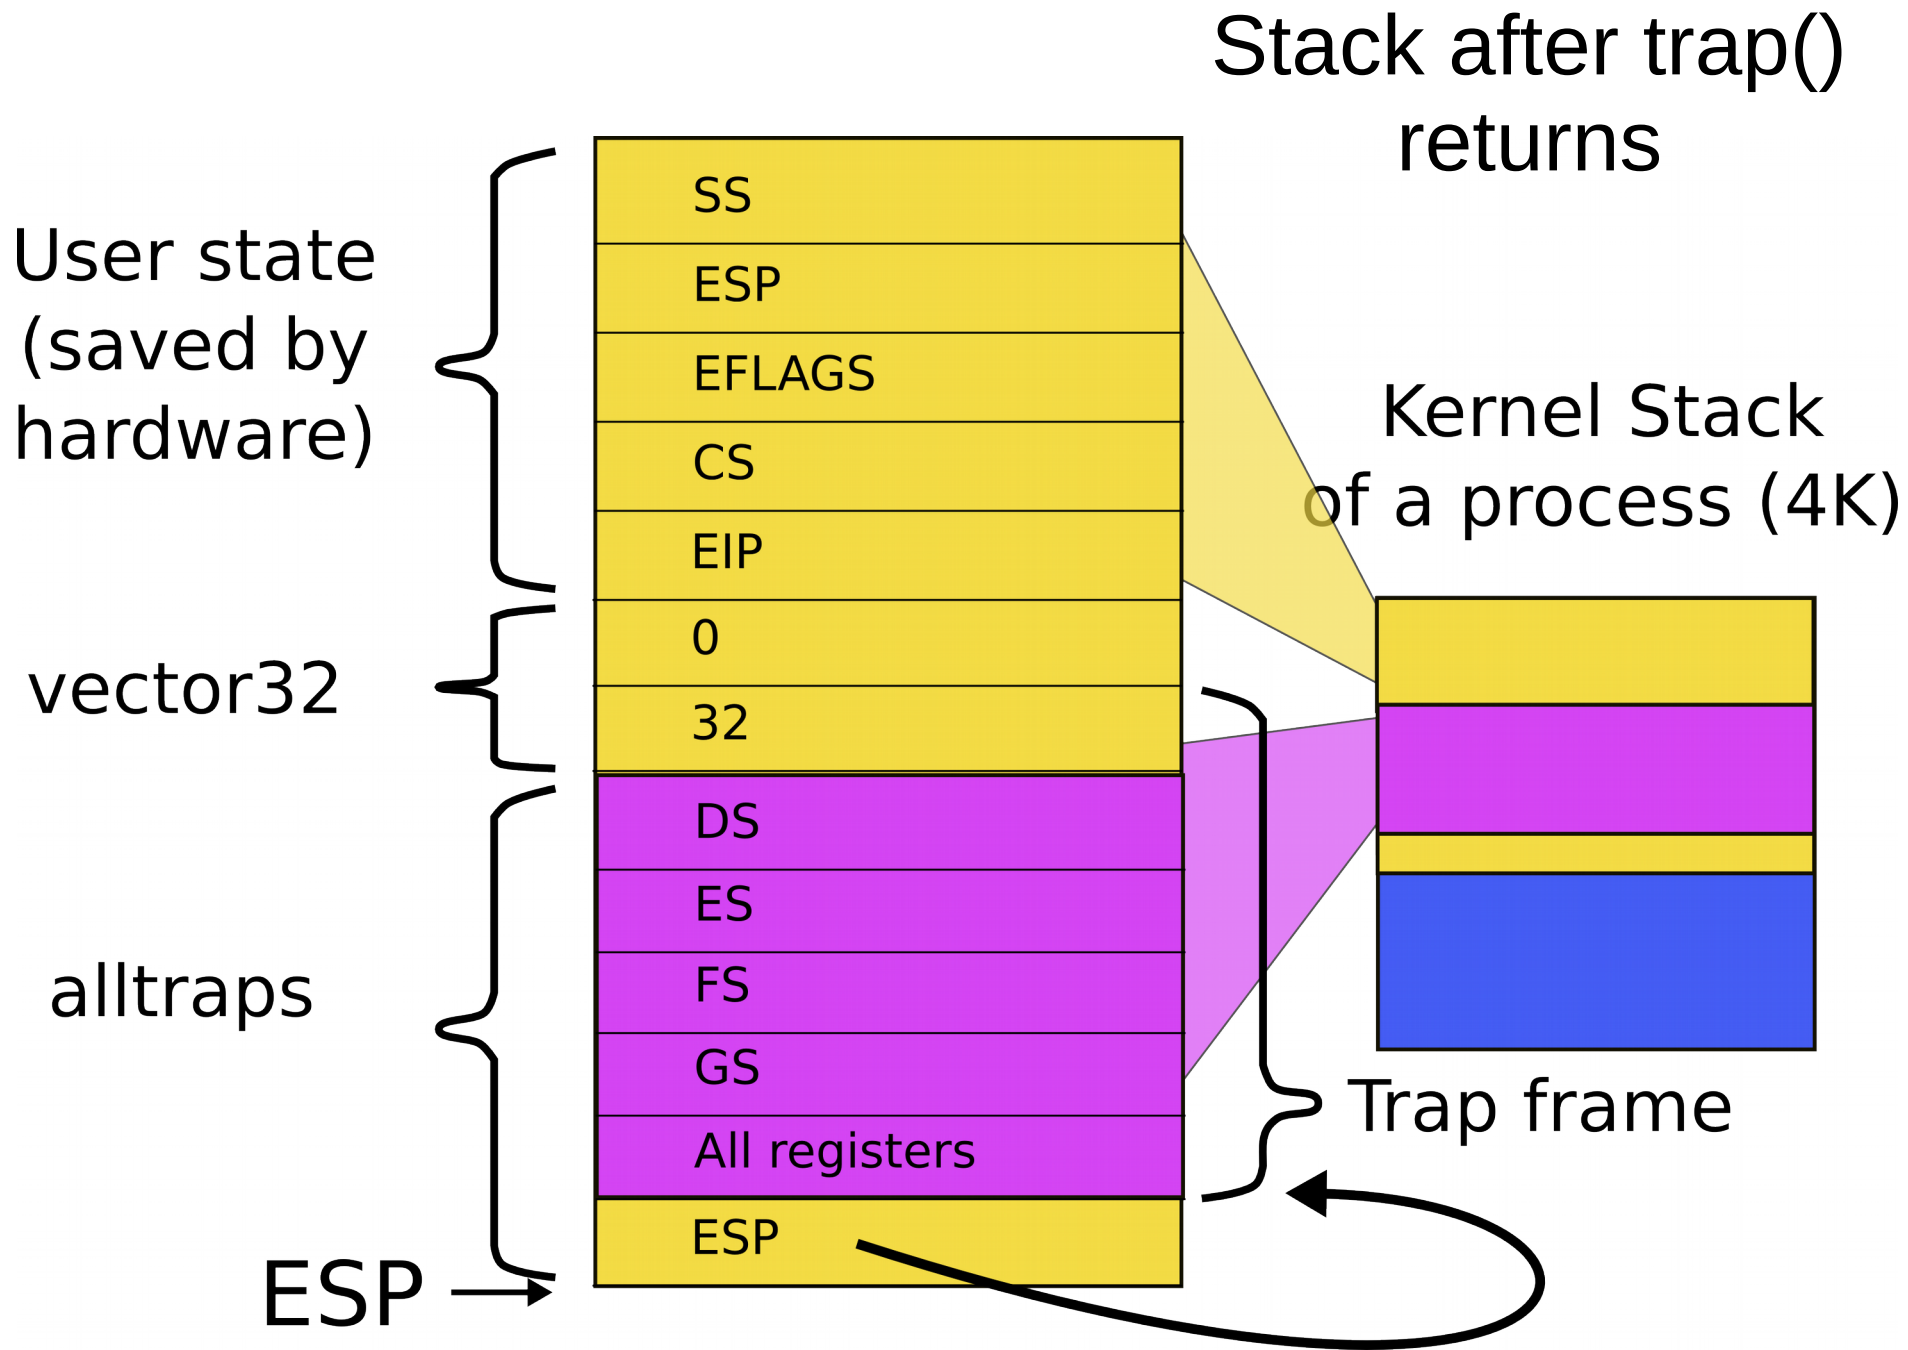 Stack after trap()
returns
User state
(saved by
hardware)
vector32
alltraps
ESP
SS
ESP
EFLAGS
CS
EIP
0
32
DS
ES
FS
GS
All registers
ESP
Kernel Stack
of a process (4K)
Trap frame